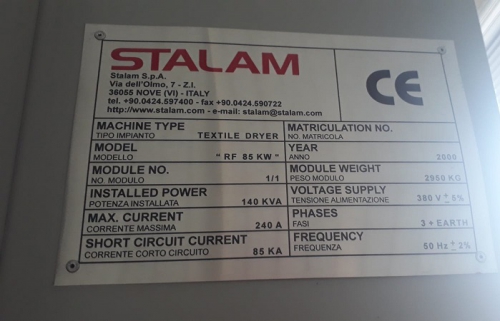 STALAM
Stalam S.p.A.
Via dell'Olmo, 7 - Z.I.
36055 NOVE (VI) - ITALY
tel. +90.0424.597400 - fax +90.0424.590722
http://www.stalam.com - e-mail: stalam@stalam.com
CE
MACHINE TYPE
TIPO IMPIANTO TEXTILE DRYER
MATRICULATION NO.
NO. MATRICOLA
MODEL
MODELLO " RF 85 KW "
YEAR
ANNO 2000
MODULE NO.
NO. MODULO 1/1
MODULE WEIGHT
PESO MODULO 2950 KG
INSTALLED POWER
POTENZA INSTALLATA 140 KVA
VOLTAGE SUPPLY
TENSIONE ALIMENTAZIONE 380 V ± 5%
MAX. CURRENT
CORRENTE MASSIMA 240 A
PHASES
FASI 3 + EARTH
SHORT CIRCUIT CURRENT
CORRENTE CORTO CIRCUITO 85 KA
FREQUENCY
FREQUENZA 50 Hz ± 2%